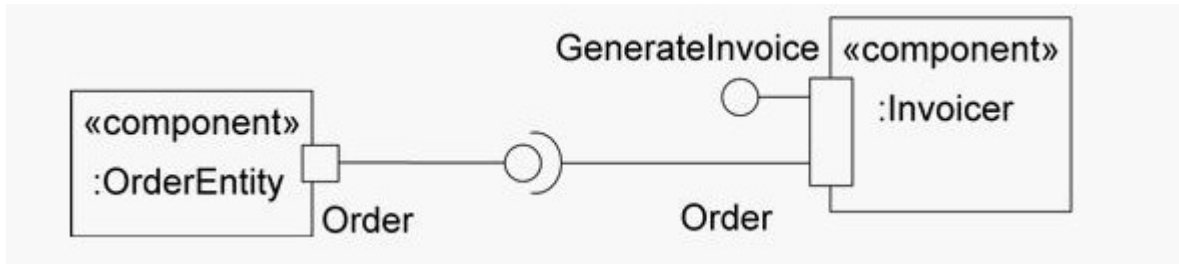 GenerateInvoice
«component»
:Invoicer
«component»
:OrderEntity
Order
Order